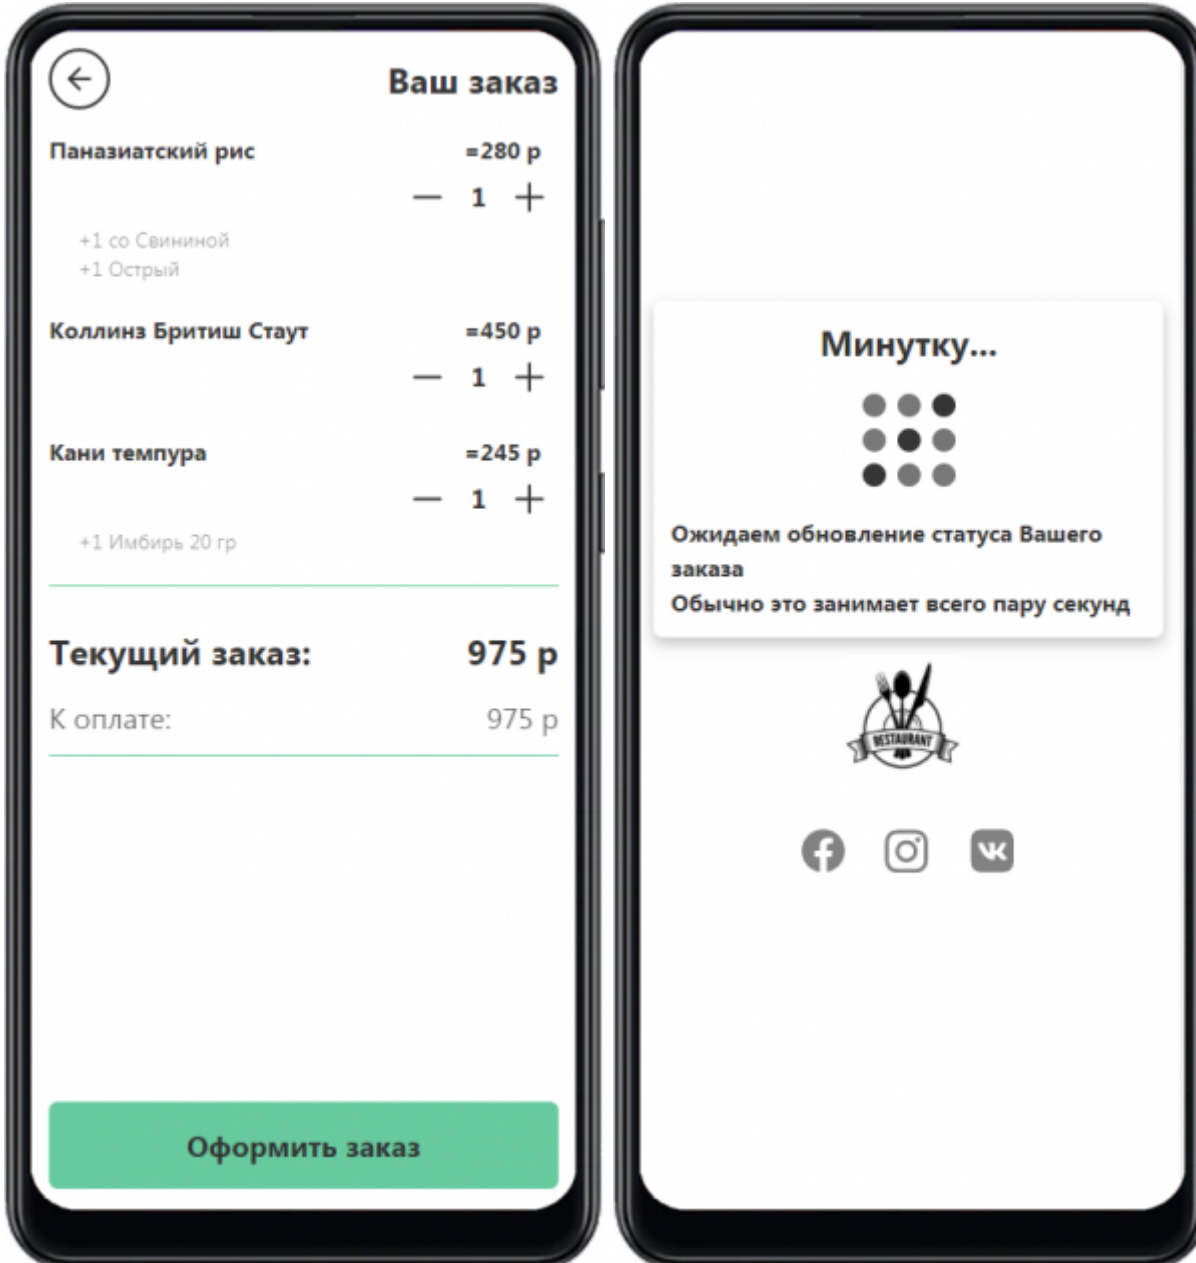 Ваш заказ
Паназиатский рис =280 р
— 1 +
+1 со Свининой
+1 Острый
Коллинз Бритиш Стаут =450 р
— 1 +
Кани темпура =245 р
— 1 +
+1 Имбирь 20 гр
Текущий заказ: 975 р
К оплате: 975 р
Оформить заказ
Минутку...
Ожидаем обновление статуса Вашего
заказа
Обычно это занимает всего пару секунд
RESTAURANT